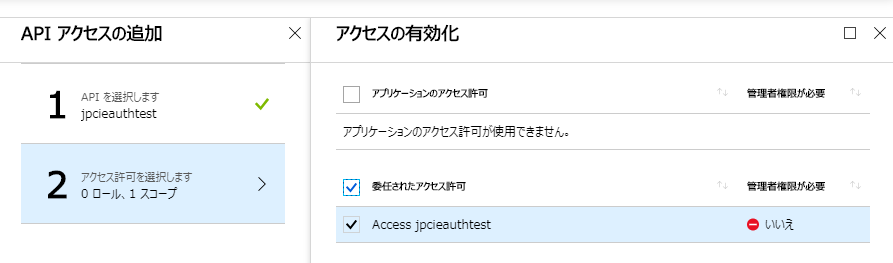 API アクセスの追加
1
API を選択します
jpcieauthtest
2
アクセス許可を選択します
0 ロール、1 スコープ
アクセスの有効化
アプリケーションのアクセス許可 管理者権限が必要
アプリケーションのアクセス許可が使用できません。
委任されたアクセス許可 管理者権限が必要
Access jpcieauthtest いいえ